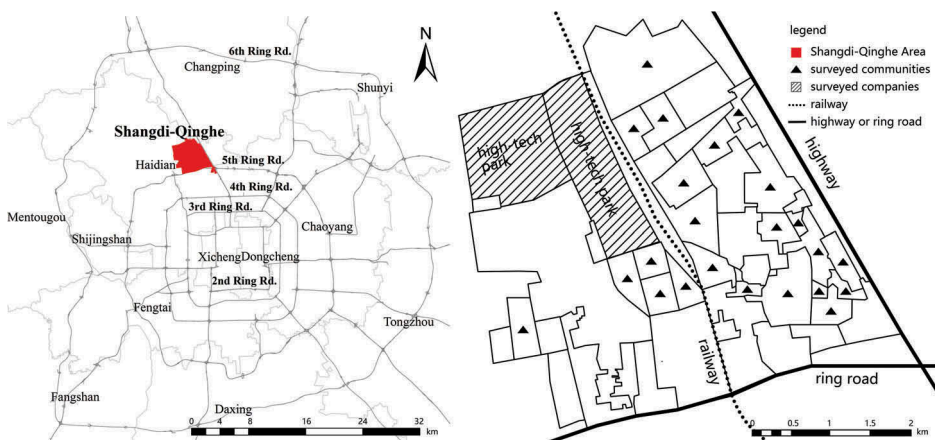 6th Ring Rd.
Changping
N
Shunyi
Shangdi-Qinghe
Haidian
5th Ring Rd.
4th Ring Rd.
3rd Ring Rd.
Mentougou
Shijingshan
Chaoyang
XichengDongcheng
2nd Ring Rd.
Fengtai
Tongzhou
Fangshan
Daxing
0 4 8 16 24 32
km
legend
Shangdi-Qinghe Area
surveyed communities
surveyed companies
railway
highway or ring road
high-tech
park
high-tech park
highway
railway
ring road
0 0.5 1 1.5 2
km